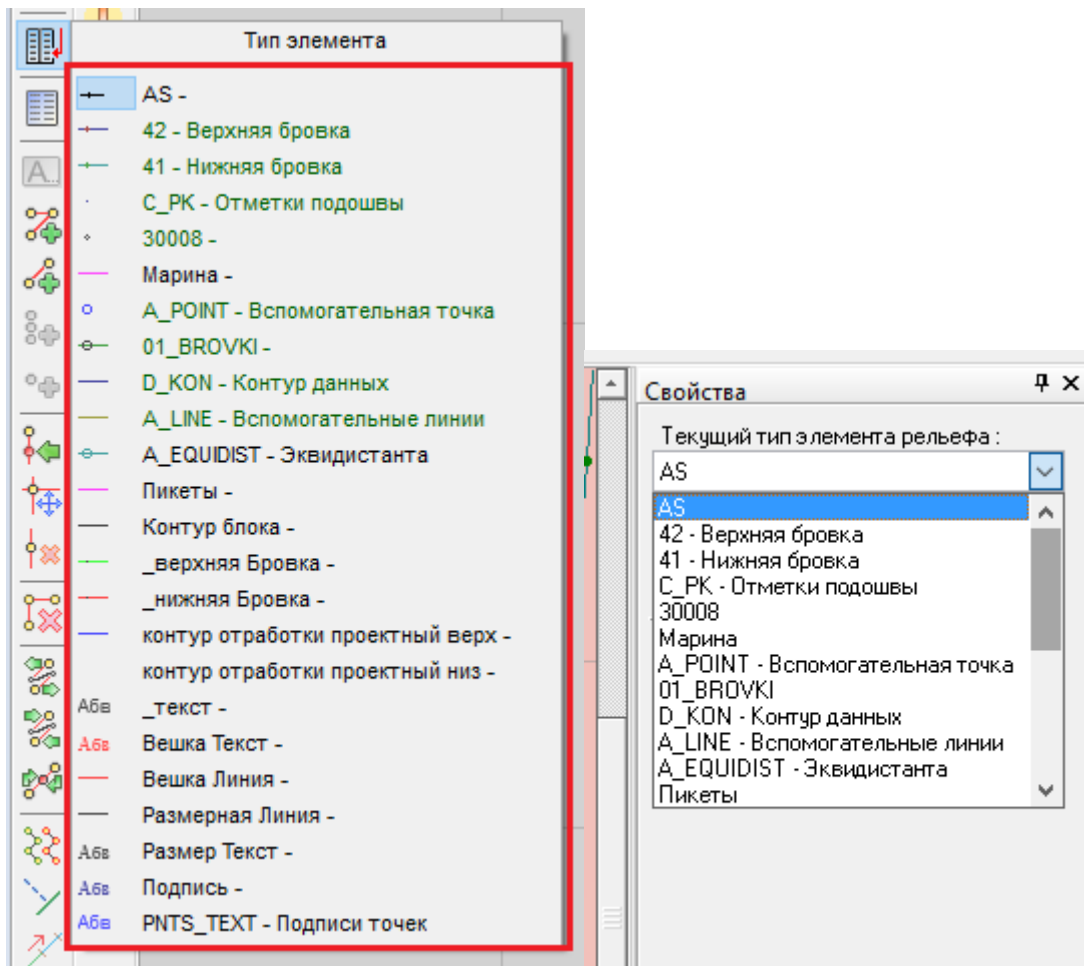 Тип элемента
AS -
42 - Верхняя бровка
41 - Нижняя бровка
C_PK - Отметки подошвы
30008 -
Марина -
A_POINT - Вспомогательная точка
01_BROVKI -
D_KON - Контур данных
A_LINE - Вспомогательные линии
A_EQUIDIST - Эквидистанта
Пикеты -
Контур блока -
_верхняя Бровка -
_нижняя Бровка -
контур отработки проектный верх -
контур отработки проектный низ -
Абв _текст -
Абв Вешка Текст -
Вешка Линия -
Размерная Линия -
Абв Размер Текст -
Абв Подпись -
Абв PNTS_TEXT - Подписи точек
A..
Свойства
Текущий тип элемента рельефа :
AS
AS
42 - Верхняя бровка
41 - Нижняя бровка
C_PK - Отметки подошвы
30008
Марина
A_POINT - Вспомогательная точка
01_BROVKI
D_KON - Контур данных
A_LINE - Вспомогательные линии
A_EQUIDIST - Эквидистанта
Пикеты